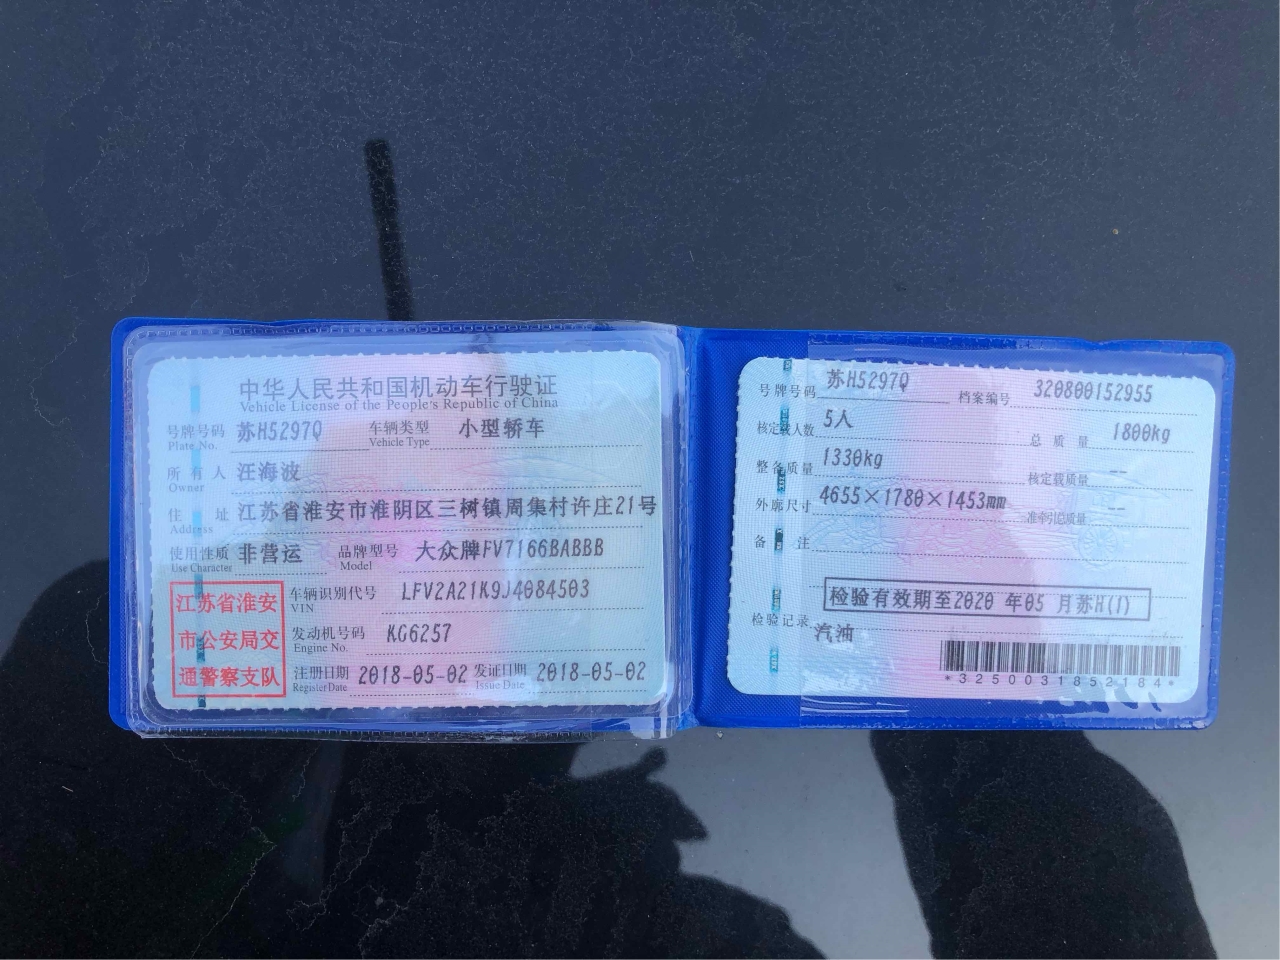 中华人民共和国机动车行驶证
Vehicle License of the People's Republic of China
号牌号码 苏H5297Q 车辆类型 小型轿车
Plate No. Vehicle Type
所有人 汪海波
Owner
住址 江苏省淮安市淮阴区三树镇周集村许庄21号
Address
使用性质 非营运 品牌型号 大众牌FV7166BABBB
Use Character Model
江苏省淮安
市公安局交
通警察支队
车辆识别代号 LFV2A21K9J4084503
VIN
发动机号码 KG6257
Engine No.
注册日期 2018-05-02 发证日期 2018-05-02
Register Date Issue Date
号牌号码 苏H5297Q 档案编号 320800152955
核定载人数 5人 总质量 1800kg
整备质量 1330kg 核定载质量 --
外廓尺寸 4655×1780×1453mm 准牵引总质量 --
备注
检验有效期至2020 年05 月苏H(1)
检验记录
汽油
*3250031852184*